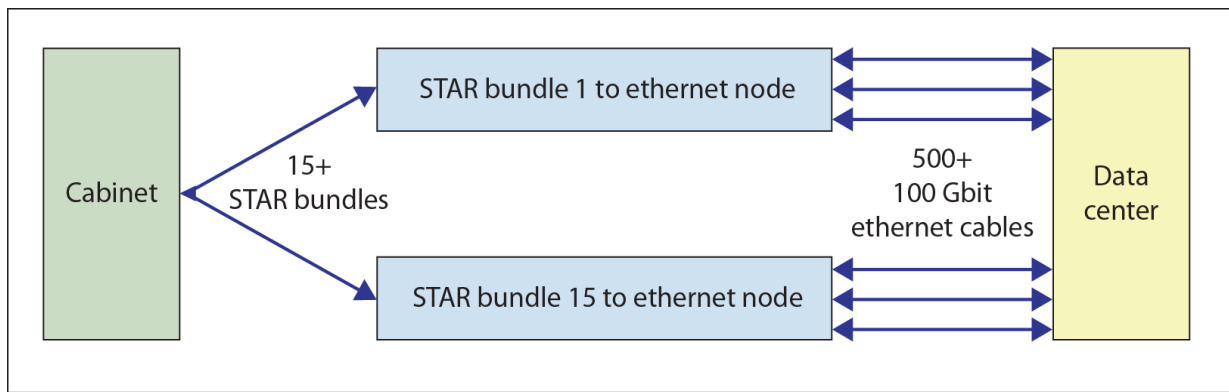 Cabinet
15+
STAR bundles
STAR bundle 1 to ethernet node
STAR bundle 15 to ethernet node
500+
100 Gbit
ethernet cables
Data
center